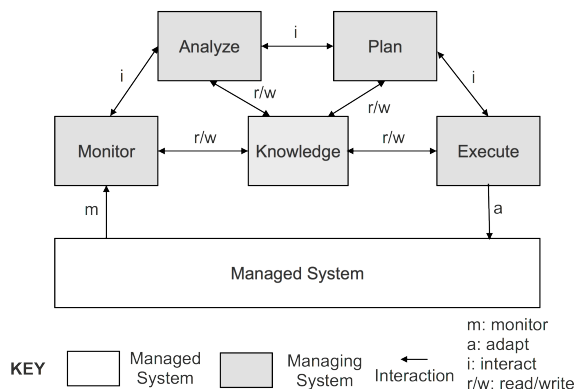 Analyze
i
Plan
i
i
r/w
r/w
Monitor
r/w
Knowledge
r/w
Execute
m
a
Managed System
KEY
Managed
System
Managing
System
Interaction
m: monitor
a: adapt
i: interact
r/w: read/write